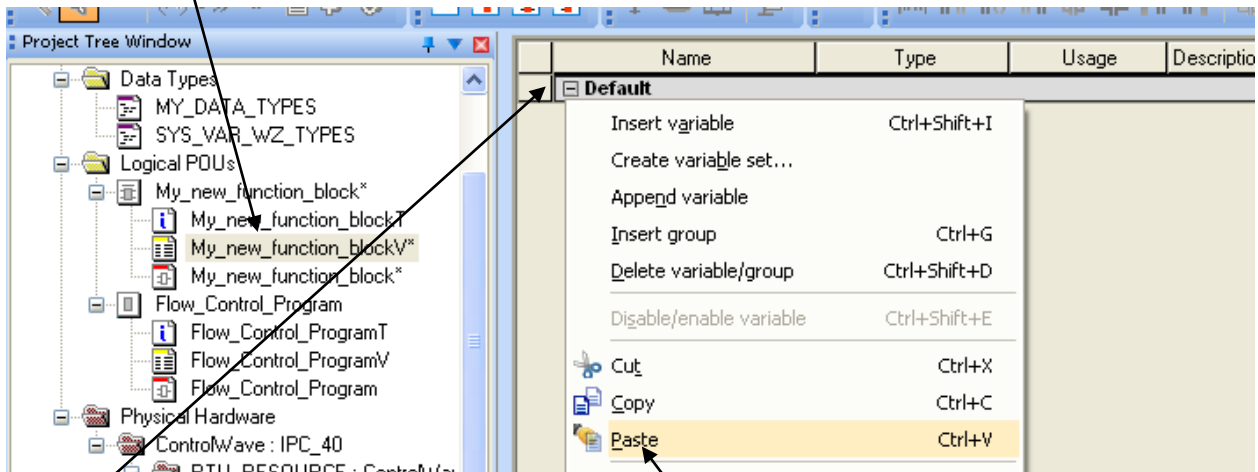 Project Tree Window
Data Types
MY_DATA_TYPES
SYS_VAR_WZ_TYPES
Logical POUs
My_new_function_block*
My_new_function_blockT
My_new_function_blockV*
My_new_function_block*
Flow_Control_Program
Flow_Control_ProgramT
Flow_Control_ProgramV
Flow_Control_Program
Physical Hardware
ControlWave : IPC_40
RTU_RESOURCE :
Name Type Usage Descriptio
Default
Insert variable Ctrl+Shift+I
Create variable set...
Append variable
Insert group Ctrl+G
Delete variable/group Ctrl+Shift+D
Disable/enable variable Ctrl+Shift+E
Cut Ctrl+X
Copy Ctrl+C
Paste Ctrl+V